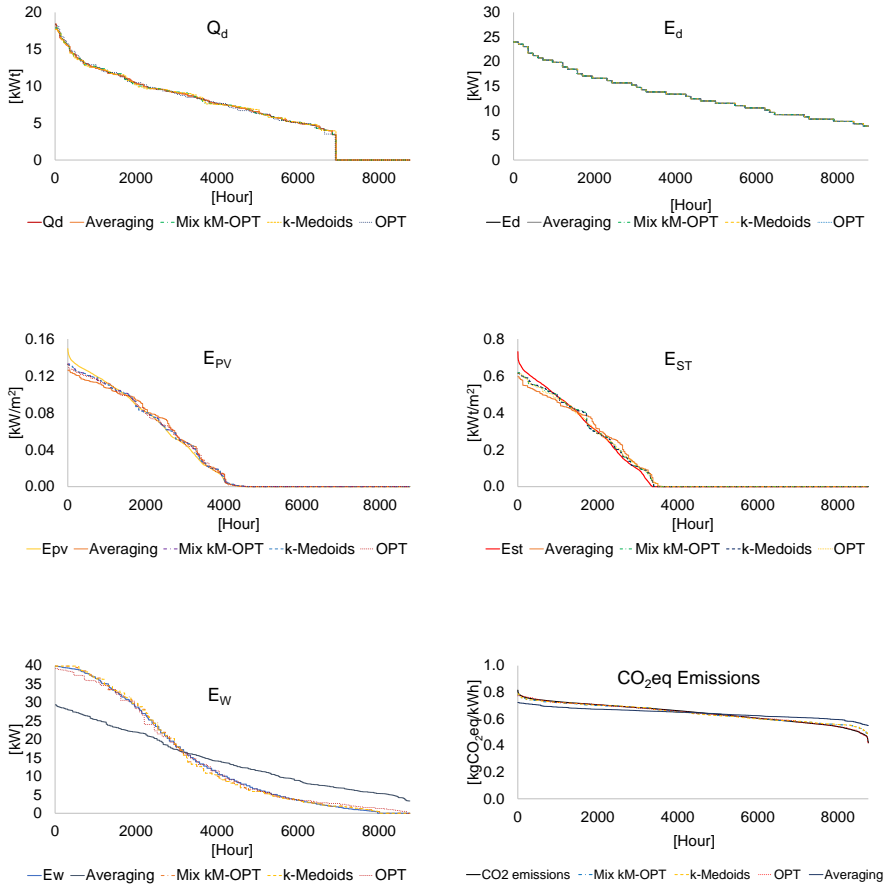 Q_d
[kWt]
20
15
10
5
0
0 2000 4000 6000 8000
[Hour]
Qd Averaging Mix kM-OPT k-Medoids OPT
E_d
[kW]
30
25
20
15
10
5
0
0 2000 4000 6000 8000
[Hour]
Ed Averaging Mix kM-OPT k-Medoids OPT
E_PV
[kW/m²]
0.16
0.12
0.08
0.04
0.00
0 2000 4000 6000 8000
[Hour]
Epv Averaging Mix kM-OPT k-Medoids OPT
E_ST
[kWt/m²]
0.8
0.6
0.4
0.2
0.0
0 2000 4000 6000 8000
[Hour]
Est Averaging Mix kM-OPT k-Medoids OPT
E_W
[kW]
40
35
30
25
20
15
10
5
0
0 2000 4000 6000 8000
[Hour]
Ew Averaging Mix kM-OPT k-Medoids OPT
CO₂eq Emissions
[kgCO₂eq/kWh]
1.0
0.8
0.6
0.4
0.2
0.0
0 2000 4000 6000 8000
[Hour]
CO2 emissions Mix kM-OPT k-Medoids OPT Averaging